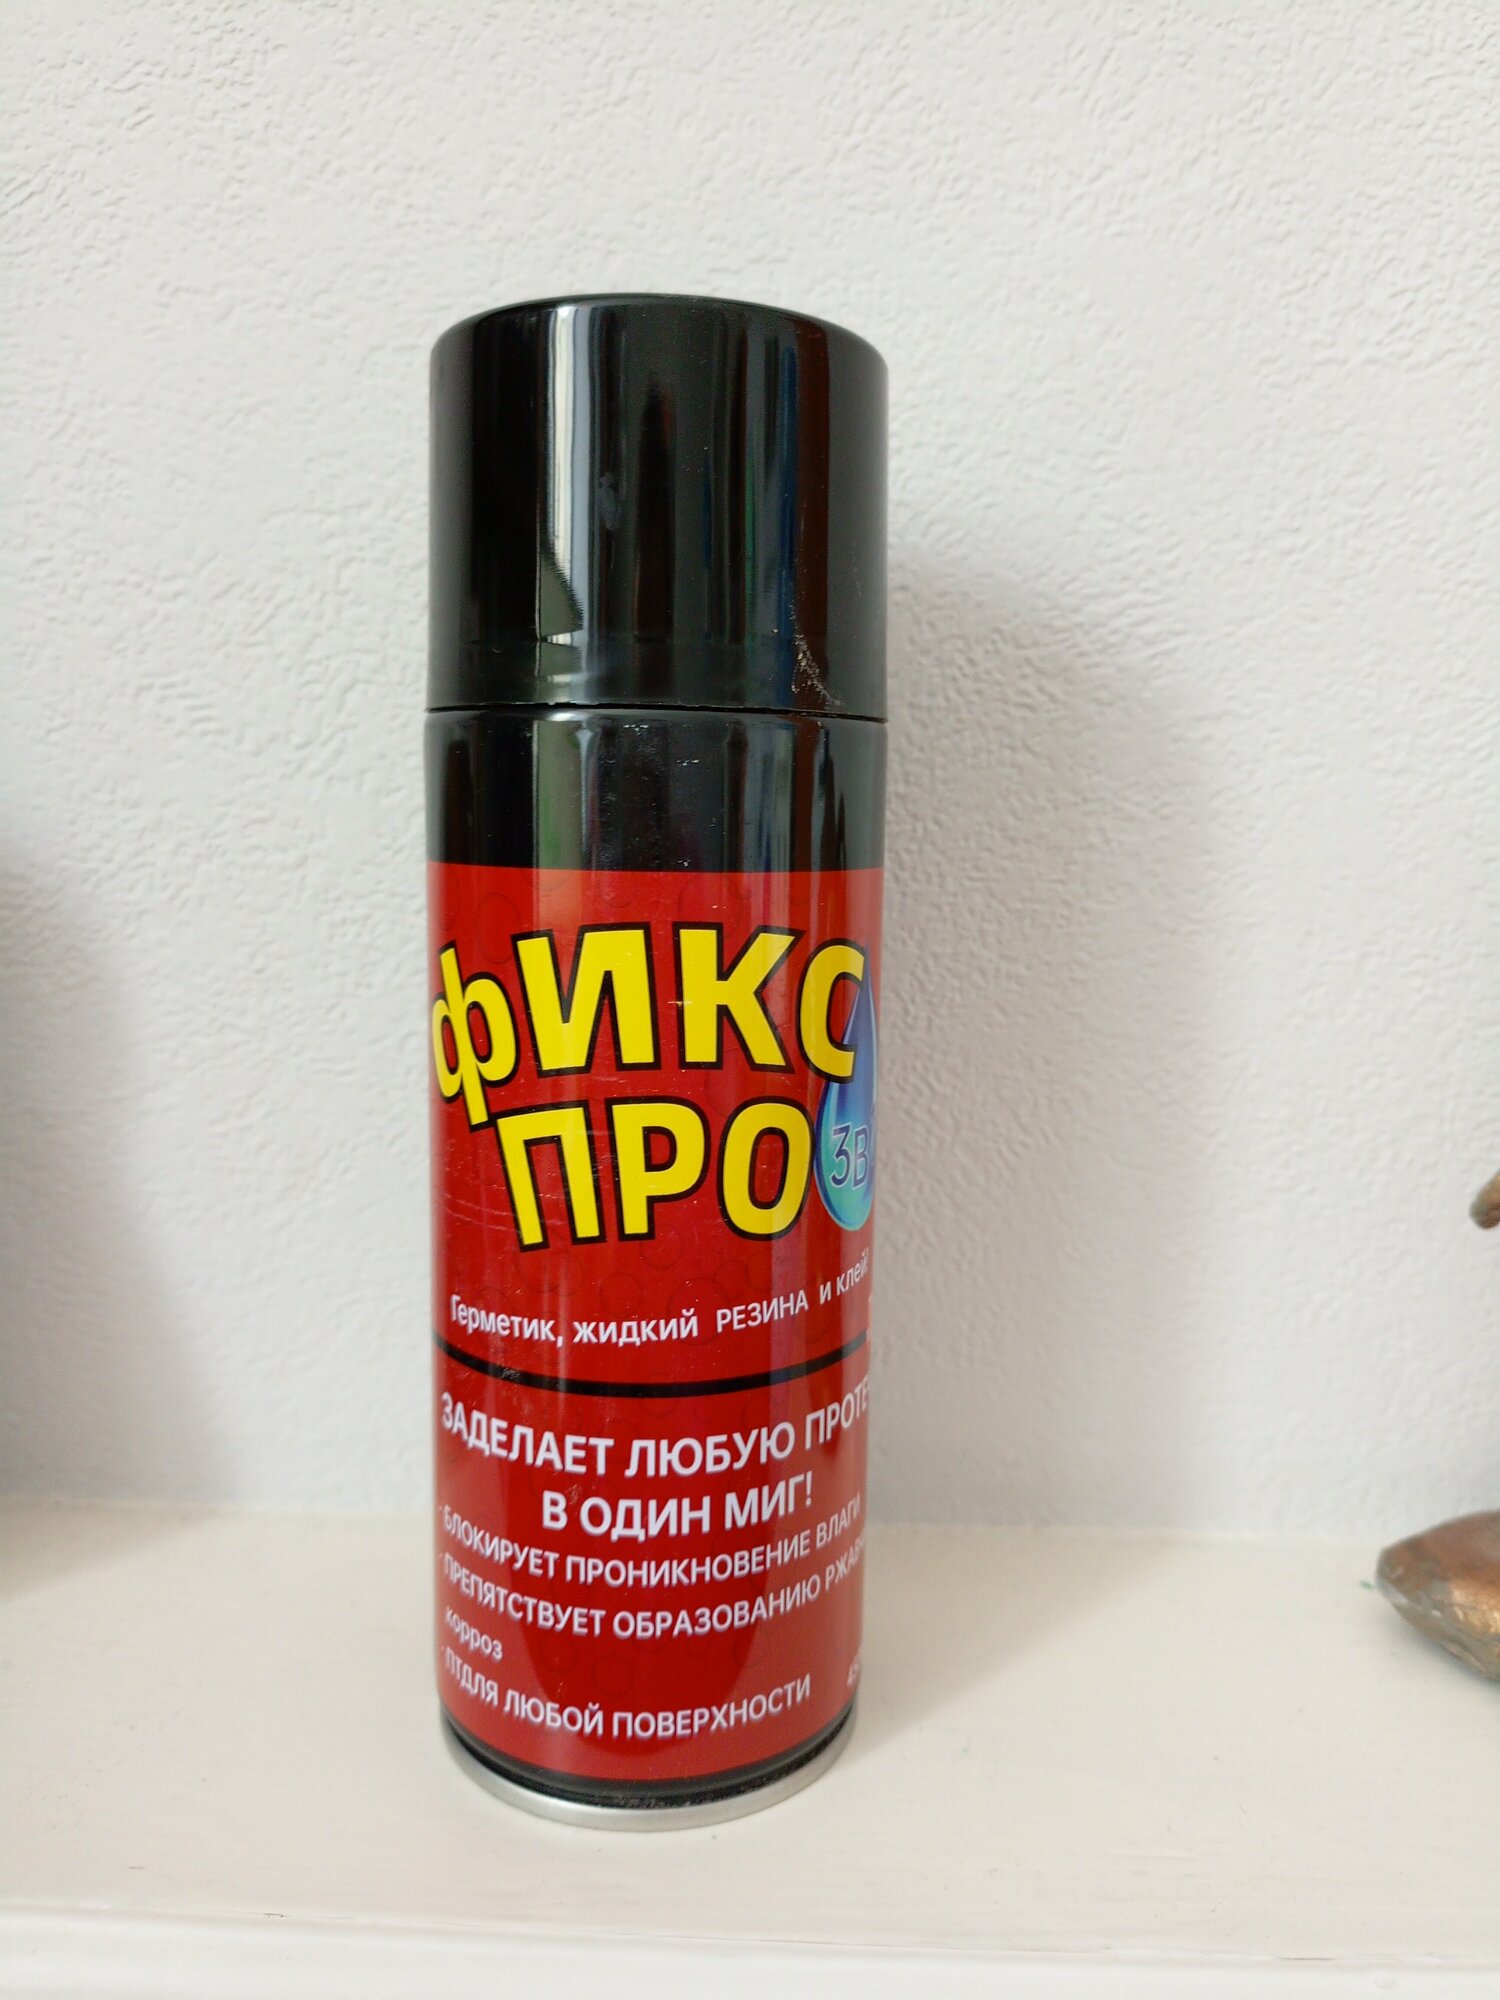 ФИКС
ПРО
3В
Герметик, жидкий РЕЗИНА и клей!
ЗАДЕЛАЕТ ЛЮБУЮ ПРОТЕ
В ОДИН МИГ!
БЛОКИРУЕТ ПРОНИКНОВЕНИЕ ВЛАГИ
ПРЕПЯТСТВУЕТ ОБРАЗОВАНИЮ РЖАВ
корроз
ПТДЛЯ ЛЮБОЙ ПОВЕРХНОСТИ